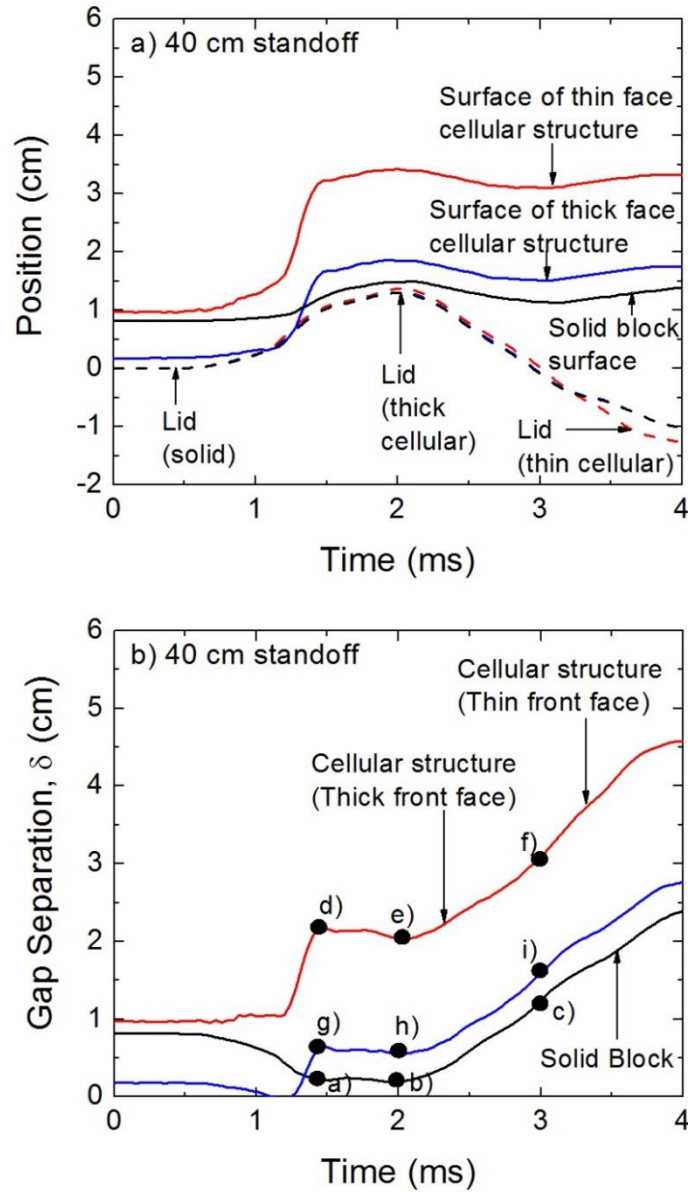 6
a) 40 cm standoff
5
4
3
2
1
0
-1
-2
Position (cm)
Surface of thin face
cellular structure
Surface of thick face
cellular structure
Solid block
surface
Lid
(solid)
Lid
(thick
cellular)
Lid
(thin cellular)
0
1
2
3
4
Time (ms)
6
b) 40 cm standoff
5
4
3
2
1
0
Gap Separation, δ (cm)
Cellular structure
(Thin front face)
Cellular structure
(Thick front face)
d)
e)
f)
g)
h)
i)
a)
b)
c)
Solid Block
0
1
2
3
4
Time (ms)